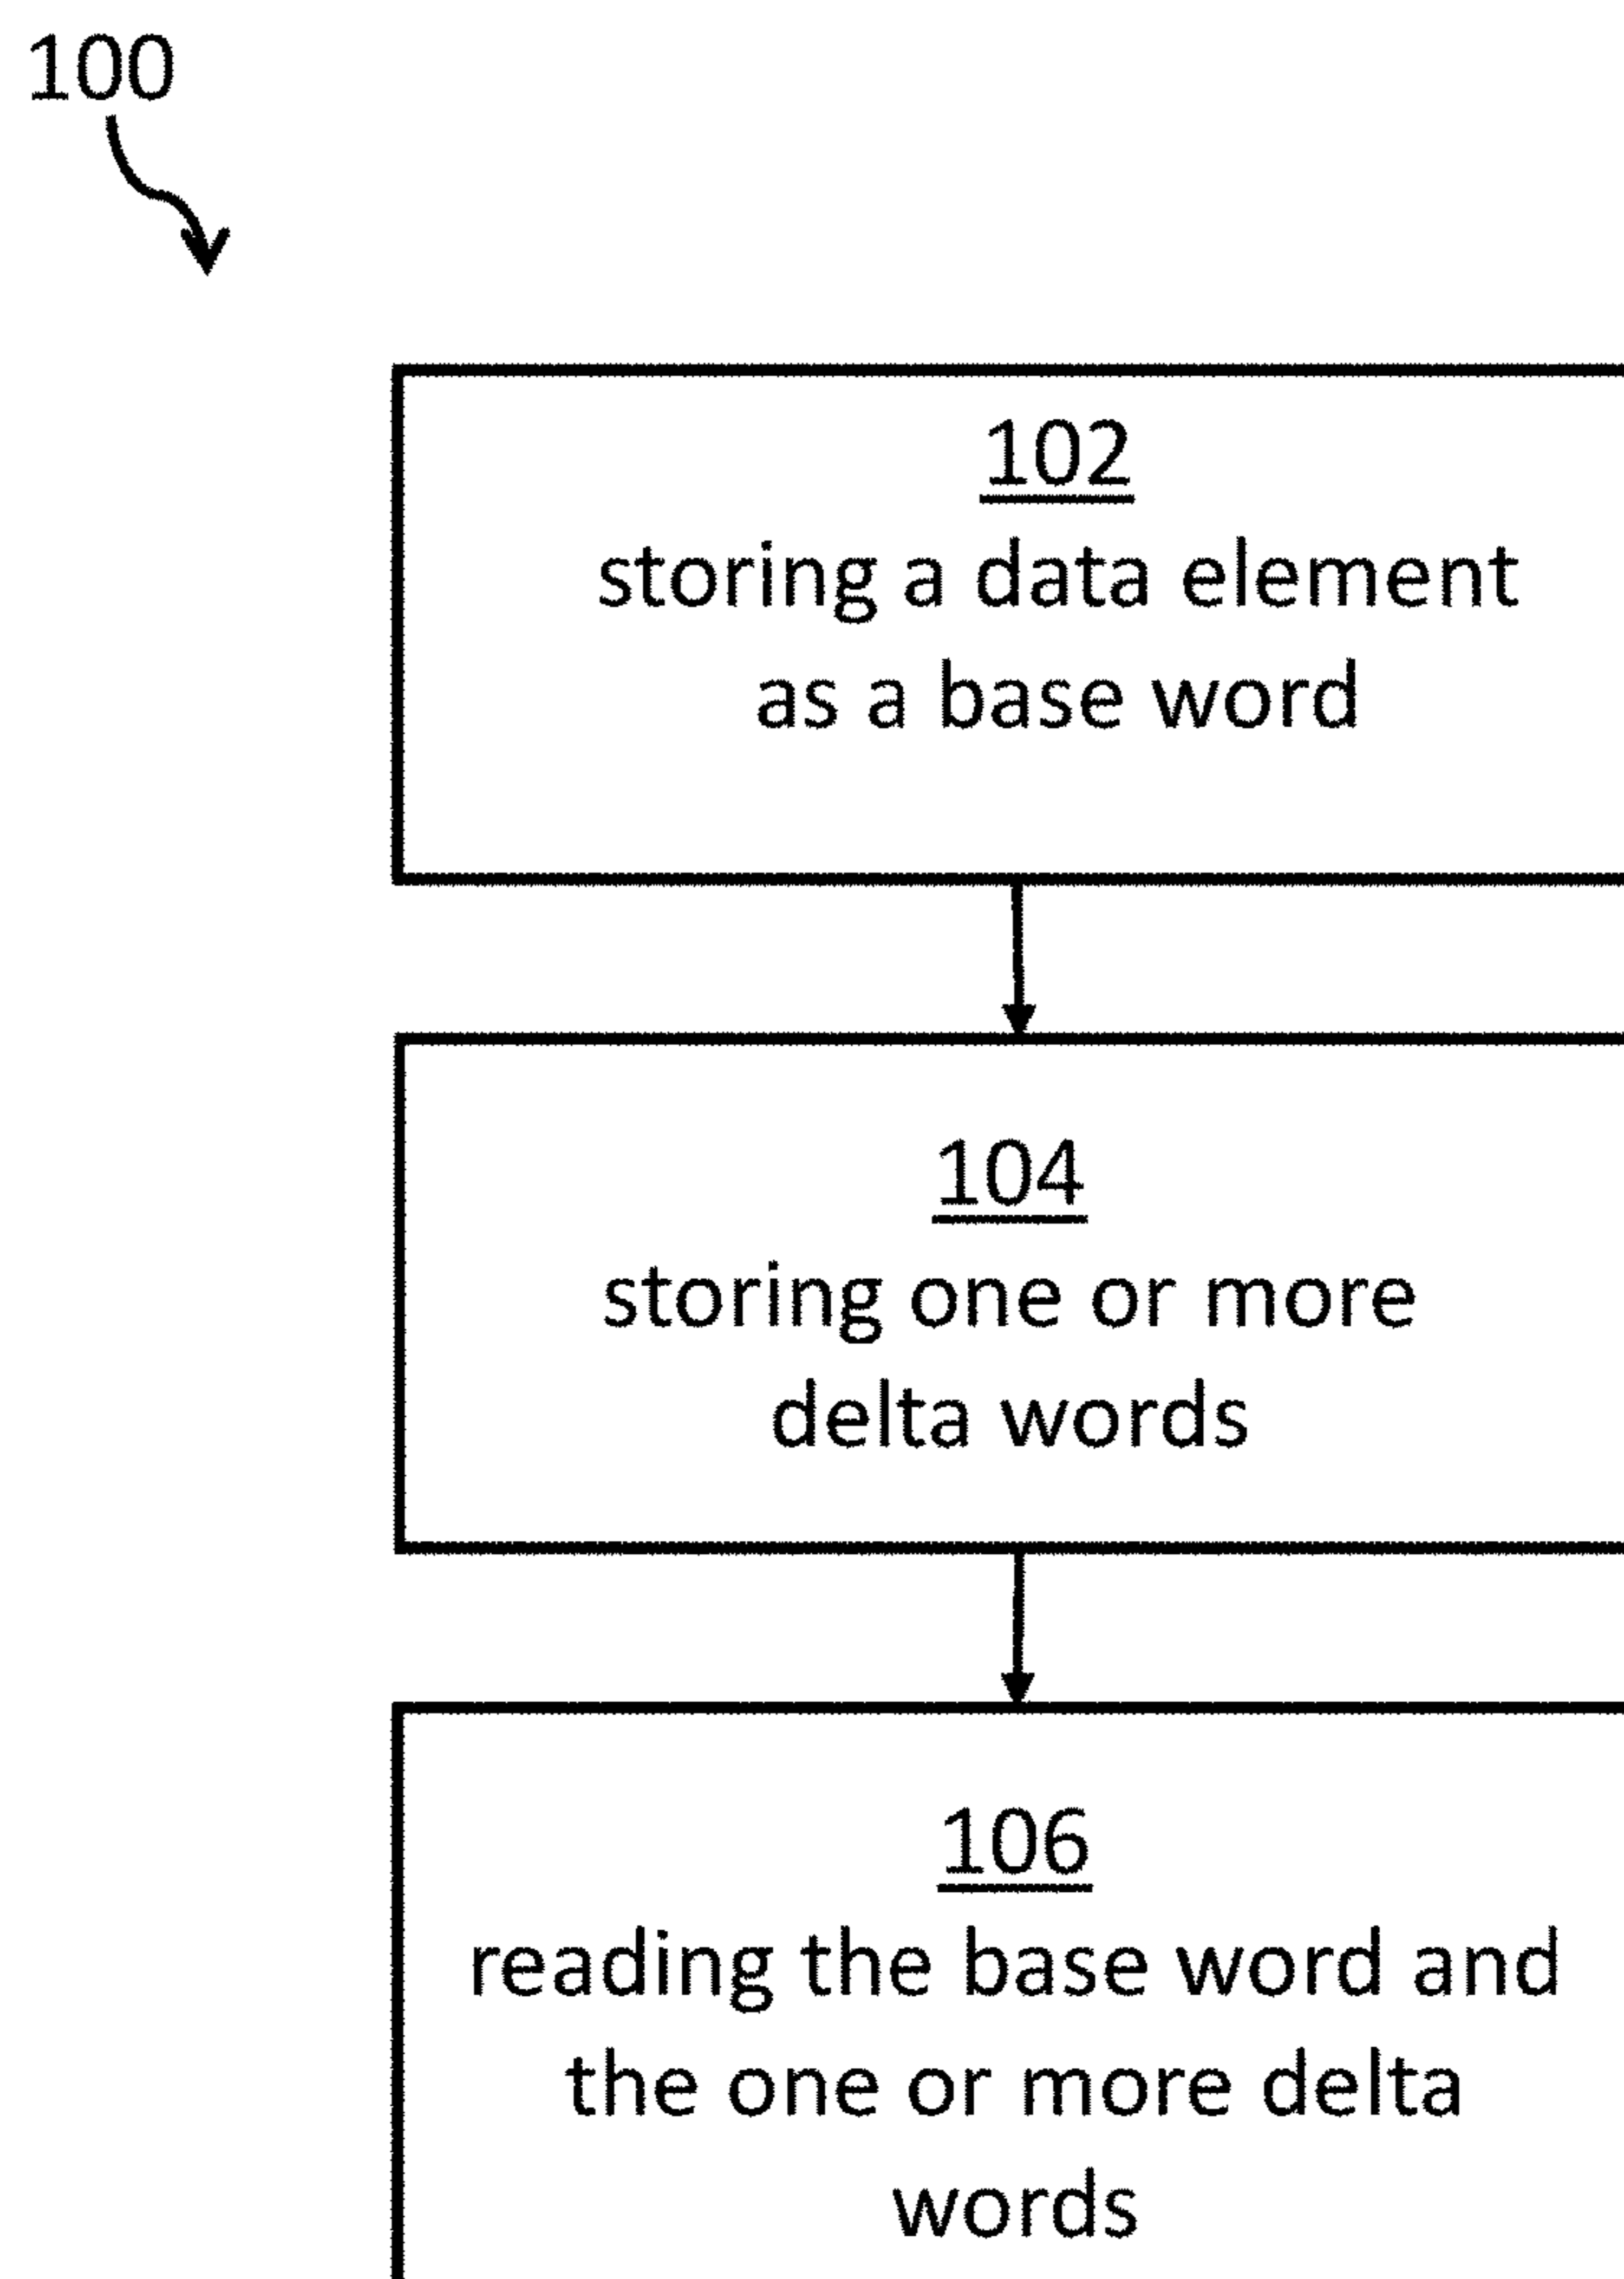 100
102
storing a data element
as a base word
104
storing one or more
delta words
106
reading the base word and
the one or more delta
words